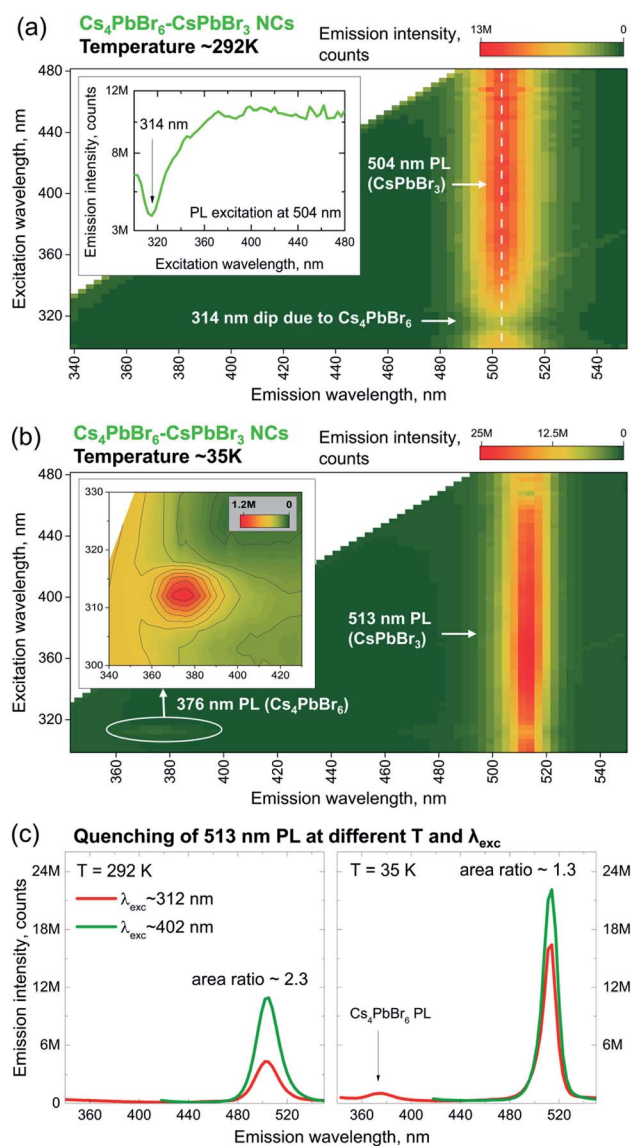 (a)
Cs₄PbBr₆-CsPbBr₃ NCs
Temperature ~292K
Emission intensity, counts
13M 0
Excitation wavelength, nm
480
460
440
420
400
380
360
340
320
12M
8M
3M
Emission intensity, counts
314 nm
PL excitation at 504 nm
320 360 400 440 480
Excitation wavelength, nm
504 nm PL
(CsPbBr₃)
314 nm dip due to Cs₄PbBr₆
340 360 380 400 420 440 460 480 500 520 540
Emission wavelength, nm
(b)
Cs₄PbBr₆-CsPbBr₃ NCs
Temperature ~35K
Emission intensity, counts
25M 12.5M 0
Excitation wavelength, nm
480
460
440
420
400
380
360
340
320
330
320
310
300
1.2M 0
340 360 380 400 420
513 nm PL
(CsPbBr₃)
376 nm PL (Cs₄PbBr₆)
360 380 400 420 440 460 480 500 520 540
Emission wavelength, nm
(c)
Quenching of 513 nm PL at different T and λexc
Emission intensity, counts
24M
18M
12M
6M
0
T = 292 K
λexc~312 nm
λexc~402 nm
area ratio ~ 2.3
360 400 440 480 520
T = 35 K
area ratio ~ 1.3
Cs₄PbBr₆ PL
24M
18M
12M
6M
360 400 440 480 520
Emission wavelength, nm